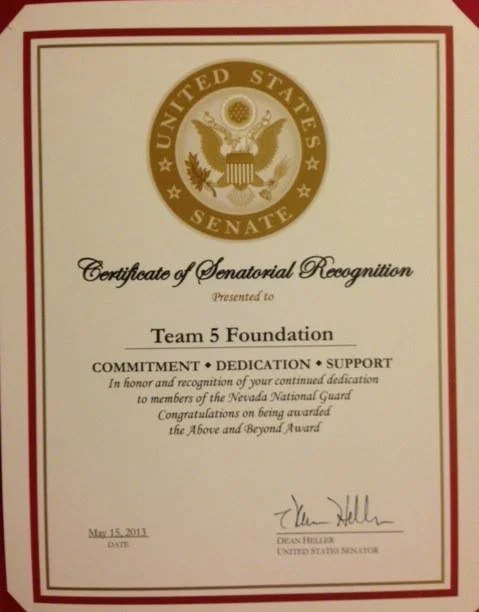 UNITED STATES
SENATE
Certificate of Senatorial Recognition
Presented to
Team 5 Foundation
COMMITMENT ◆ DEDICATION ◆ SUPPORT
In honor and recognition of your continued dedication
to members of the Nevada National Guard
Congratulations on being awarded
the Above and Beyond Award
Dean Heller
May 15, 2013
DATE
DEAN HELLER
UNITED STATES SENATOR